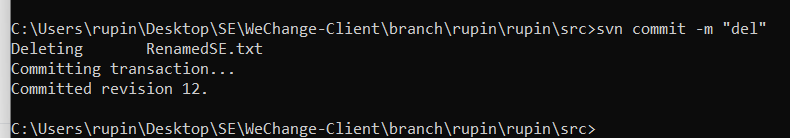 C:\Users\rupin\Desktop\SE\WeChange-Client\branch\rupin\rupin\src>svn commit -m "del"
Deleting       RenamedSE.txt
Committing transaction...
Committed revision 12.
C:\Users\rupin\Desktop\SE\WeChange-Client\branch\rupin\rupin\src>